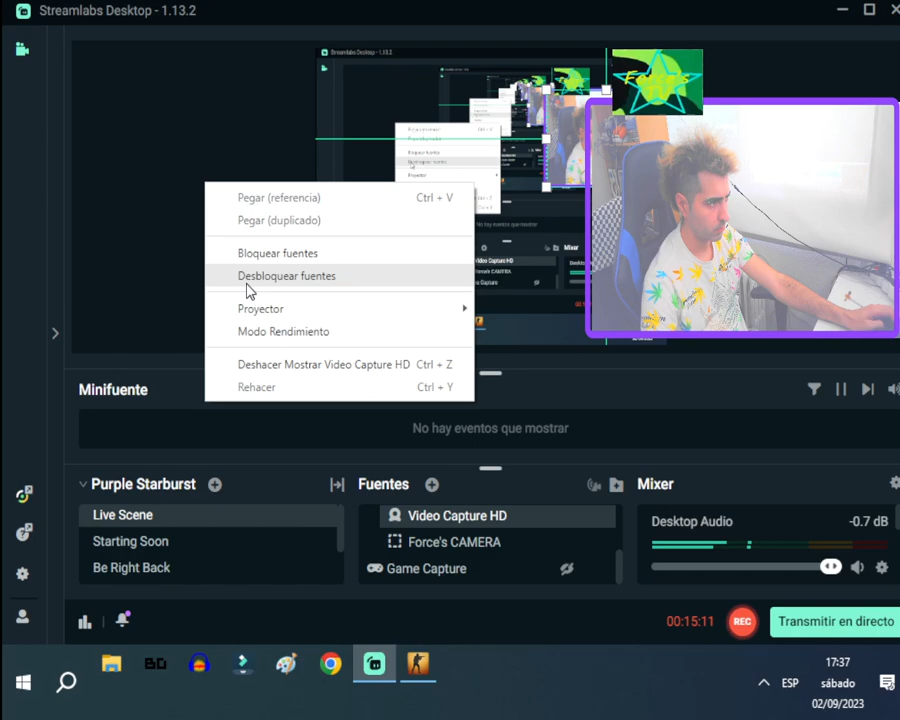 Streamlabs Desktop - 1.13.2
Pegar (referencia) Ctrl + V
Pegar (duplicado)
Bloquear fuentes
Desbloquear fuentes
Proyector
Modo Rendimiento
Deshacer Mostrar Video Capture HD Ctrl + Z
Rehacer Ctrl + Y
Minifuente
No hay eventos que mostrar
Purple Starburst
Fuentes
Mixer
Live Scene
Starting Soon
Be Right Back
Video Capture HD
Force's CAMERA
Game Capture
Desktop Audio -0.7 dB
00:15:11
REC
Transmitir en directo
ESP
17:37
sábado
02/09/2023